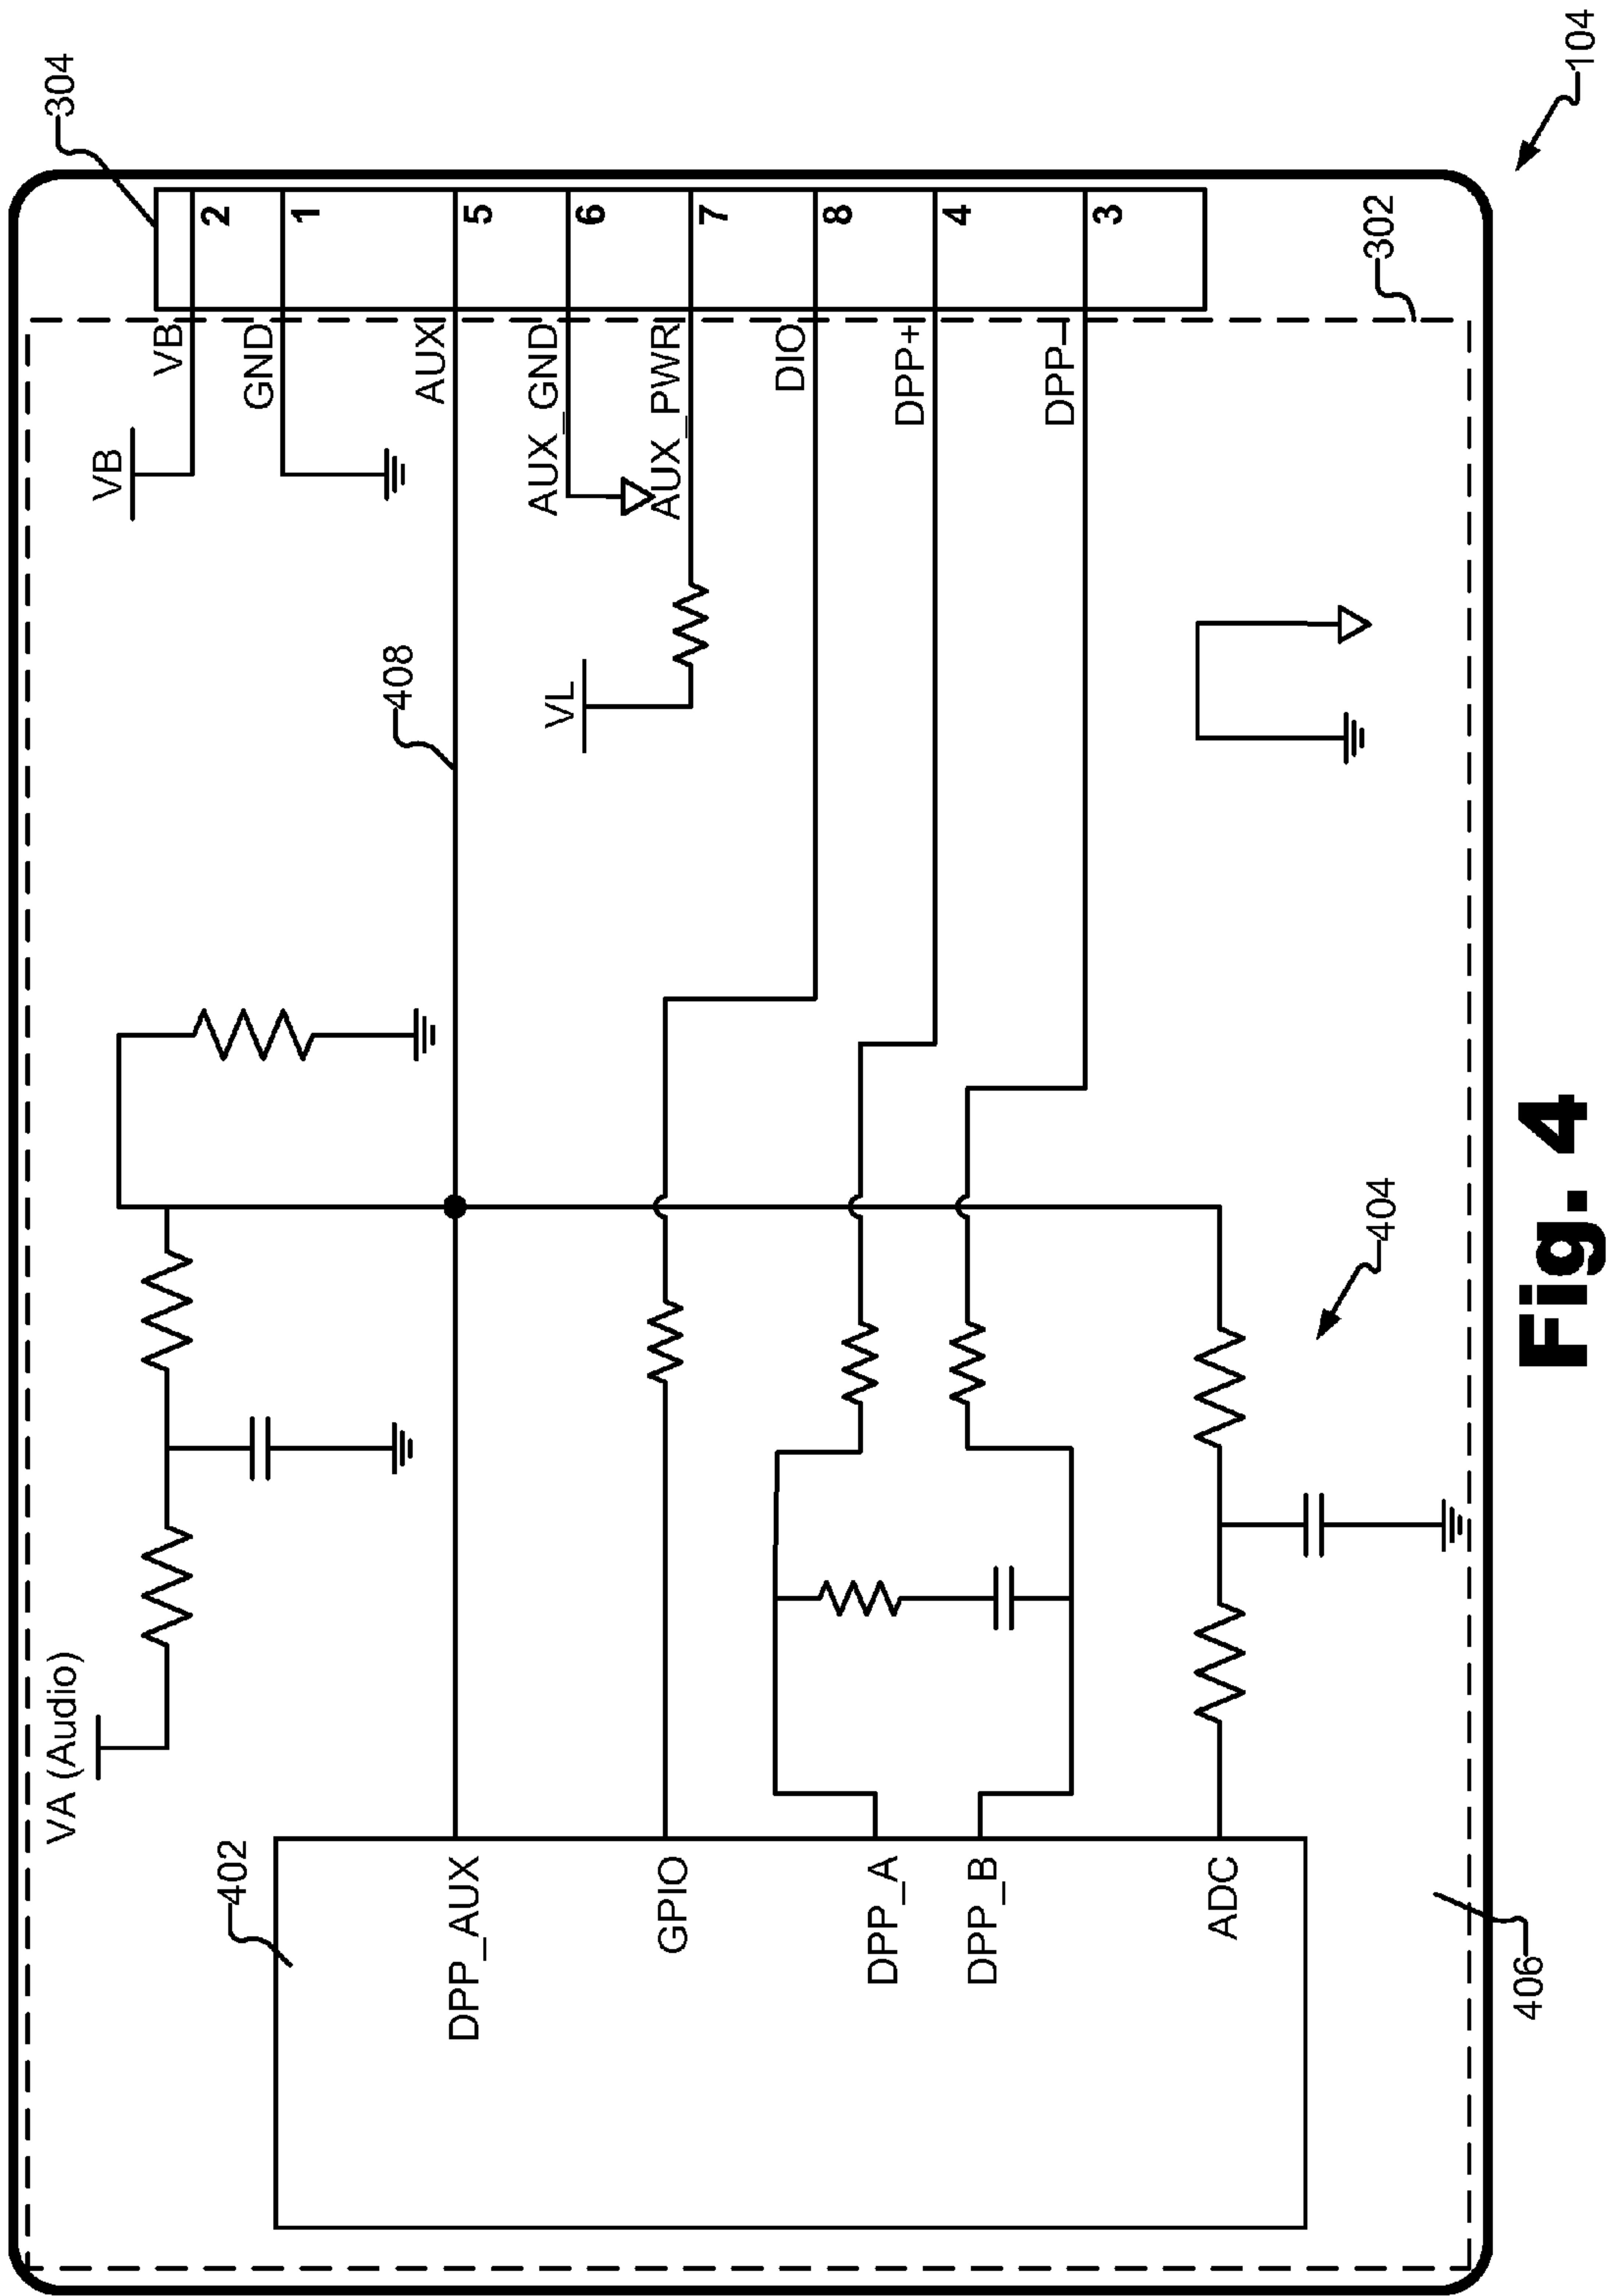 304
VB
VB
2
GND
1
AUX
5
AUX_GND
6
AUX_PWR
7
DIO
8
DPP+
4
DPP–
3
408
VL
302
104
VA (Audio)
402
DPP_AUX
GPIO
DPP_A
DPP_B
ADC
404
406
Fig. 4